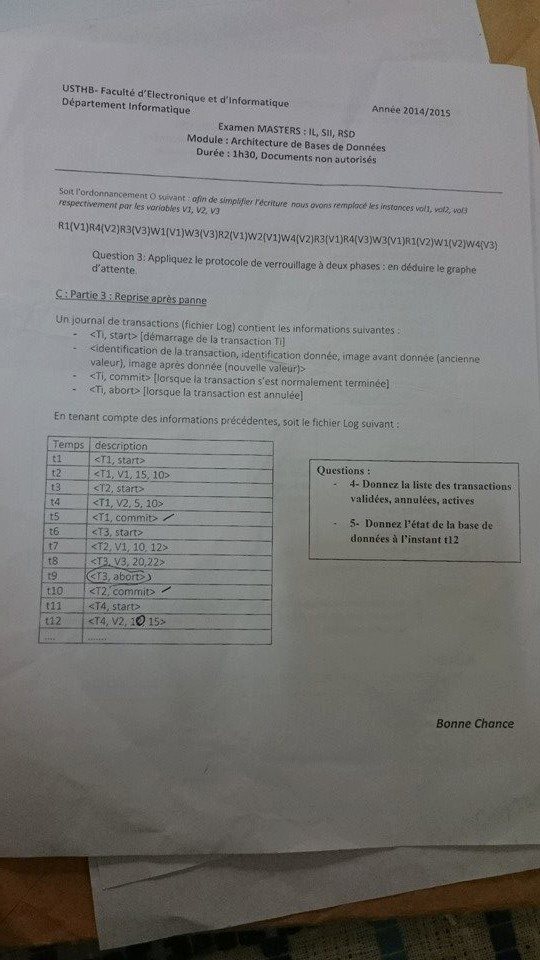 USTHB- Faculté d'Electronique et d'Informatique
Département Informatique
Année 2014/2015
Examen MASTERS : IL, SII, RSD
Module : Architecture de Bases de Données
Durée : 1h30, Documents non autorisés
Soit l'ordonnancement O suivant : afin de simplifier l'écriture nous avons remplacé les instances vol1, vol2, vol3
respectivement par les variables V1, V2, V3
R1(V1)R4(V2)R3(V3)W1(V1)W3(V3)R2(V1)W2(V1)W4(V2)R3(V1)R4(V3)W3(V1)R1(V2)W1(V2)W4(V3)
Question 3: Appliquez le protocole de verrouillage à deux phases : en déduire le graphe
d'attente.
C : Partie 3 : Reprise après panne
Un journal de transactions (fichier Log) contient les informations suivantes :
- <Ti, start> [démarrage de la transaction Ti]
- <identification de la transaction, identification donnée, image avant donnée (ancienne
valeur), image après donnée (nouvelle valeur)>
- <Ti, commit> [lorsque la transaction s'est normalement terminée]
- <Ti, abort> [lorsque la transaction est annulée]
En tenant compte des informations précédentes, soit le fichier Log suivant :
Temps description
t1 <T1, start>
t2 <T1, V1, 15, 10>
t3 <T2, start>
t4 <T1, V2, 5, 10>
t5 <T1, commit>
t6 <T3, start>
t7 <T2, V1, 10, 12>
t8 <T3, V3, 20,22>
t9 <T3, abort>
t10 <T2, commit>
t11 <T4, start>
t12 <T4, V2, 10, 15>
.... .......
Questions :
- 4- Donnez la liste des transactions
validées, annulées, actives
- 5- Donnez l'état de la base de
données à l'instant t12
Bonne Chance